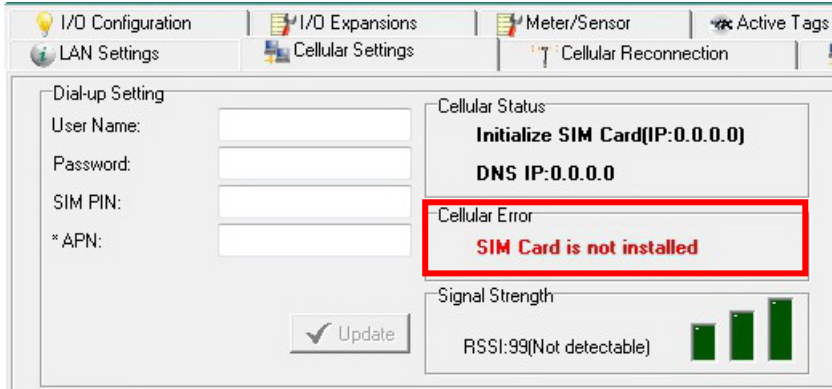 I/O Configuration
I/O Expansions
Meter/Sensor
Active Tags
LAN Settings
Cellular Settings
Cellular Reconnection
Dial-up Setting
User Name:
Password:
SIM PIN:
* APN:
Update
Cellular Status
Initialize SIM Card(IP:0.0.0.0)
DNS IP:0.0.0.0
Cellular Error
SIM Card is not installed
Signal Strength
RSSI:99(Not detectable)